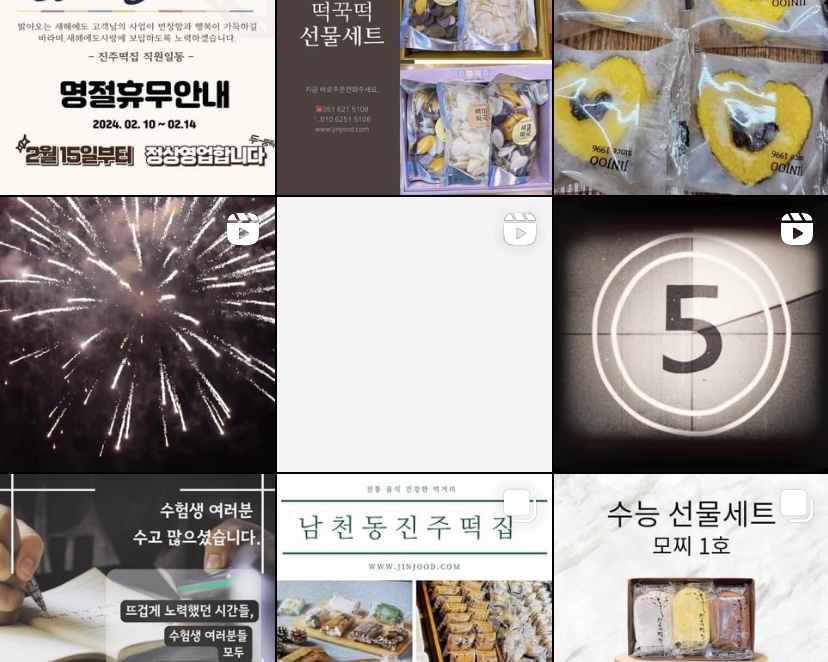 밝아오는 새해에도 고객님의 사업이 번창함과 행복이 가득하길
바라며,새해에도사랑에 보답하도록 노력하겠습니다.
- 진주떡집 직원일동 -
명절휴무안내
2024. 02. 10 ~ 02.14
2월 15일부터 정상영업합니다
떡꾹떡
선물세트
지금 바로주문전화주세요.
051 621 5108
010 6251 5108
www.jinjood.com
JINJOO
since 1996
JINJOO
since 1996
5
수험생 여러분
수고 많으셨습니다.
뜨겁게 노력했던 시간들,
수험생 여러분들
모두
전통 음식 건강한 먹거리
남천동진주떡집
WWW.JINJOOD.COM
수능 선물세트
모찌 1호